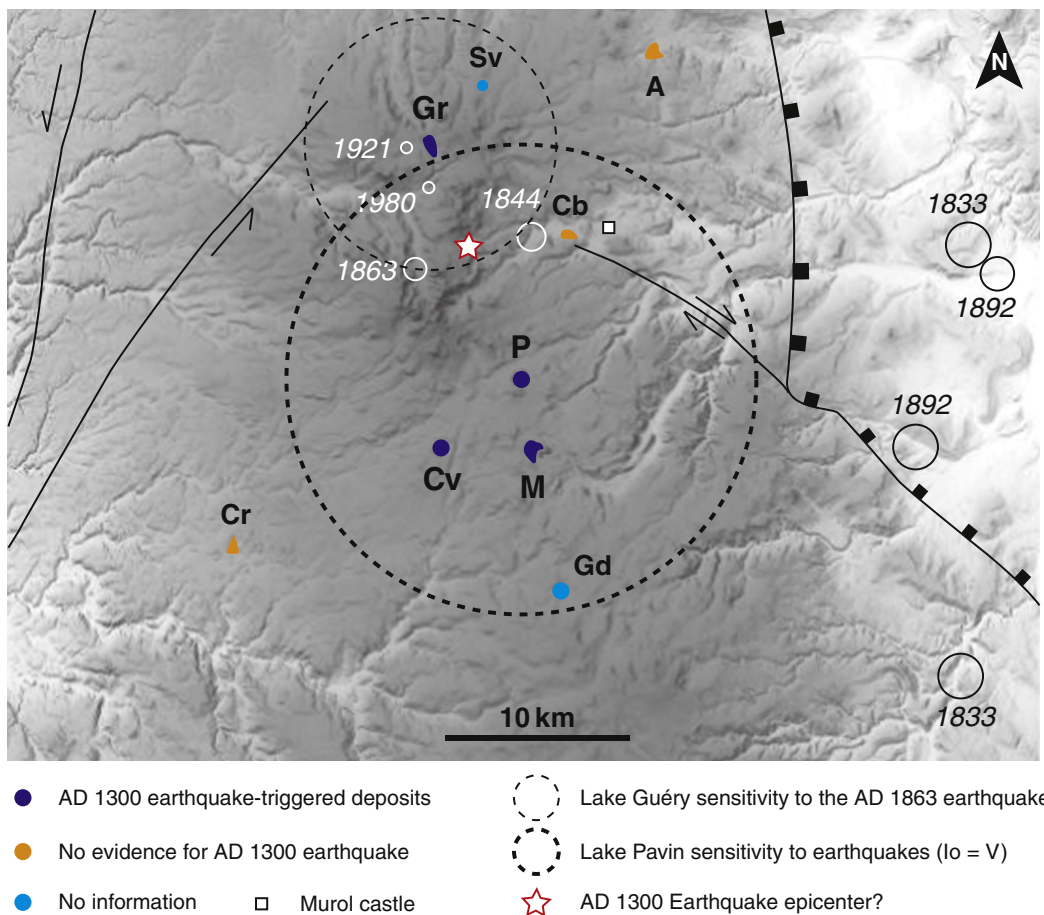 N
Sv
A
Gr
1921
1980
1844
Cb
1833
1863
1892
P
1892
Cv
M
Cr
Gd
10 km
1833
AD 1300 earthquake-triggered deposits
Lake Guéry sensitivity to the AD 1863 earthquake
No evidence for AD 1300 earthquake
Lake Pavin sensitivity to earthquakes (Io = V)
No information
Murol castle
AD 1300 Earthquake epicenter?